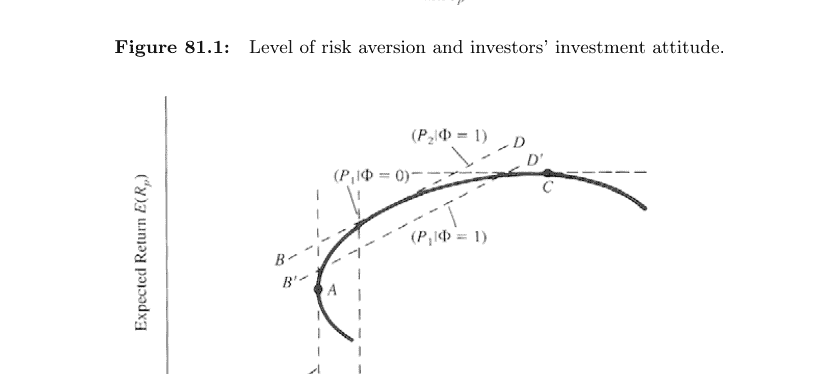 Figure 81.1: Level of risk aversion and investors' investment attitude.
(P₂|Φ = 1)
D
D'
(P₁|Φ = 0)
C
Expected Return E(Rₚ)
(P₁|Φ = 1)
B
B'
A